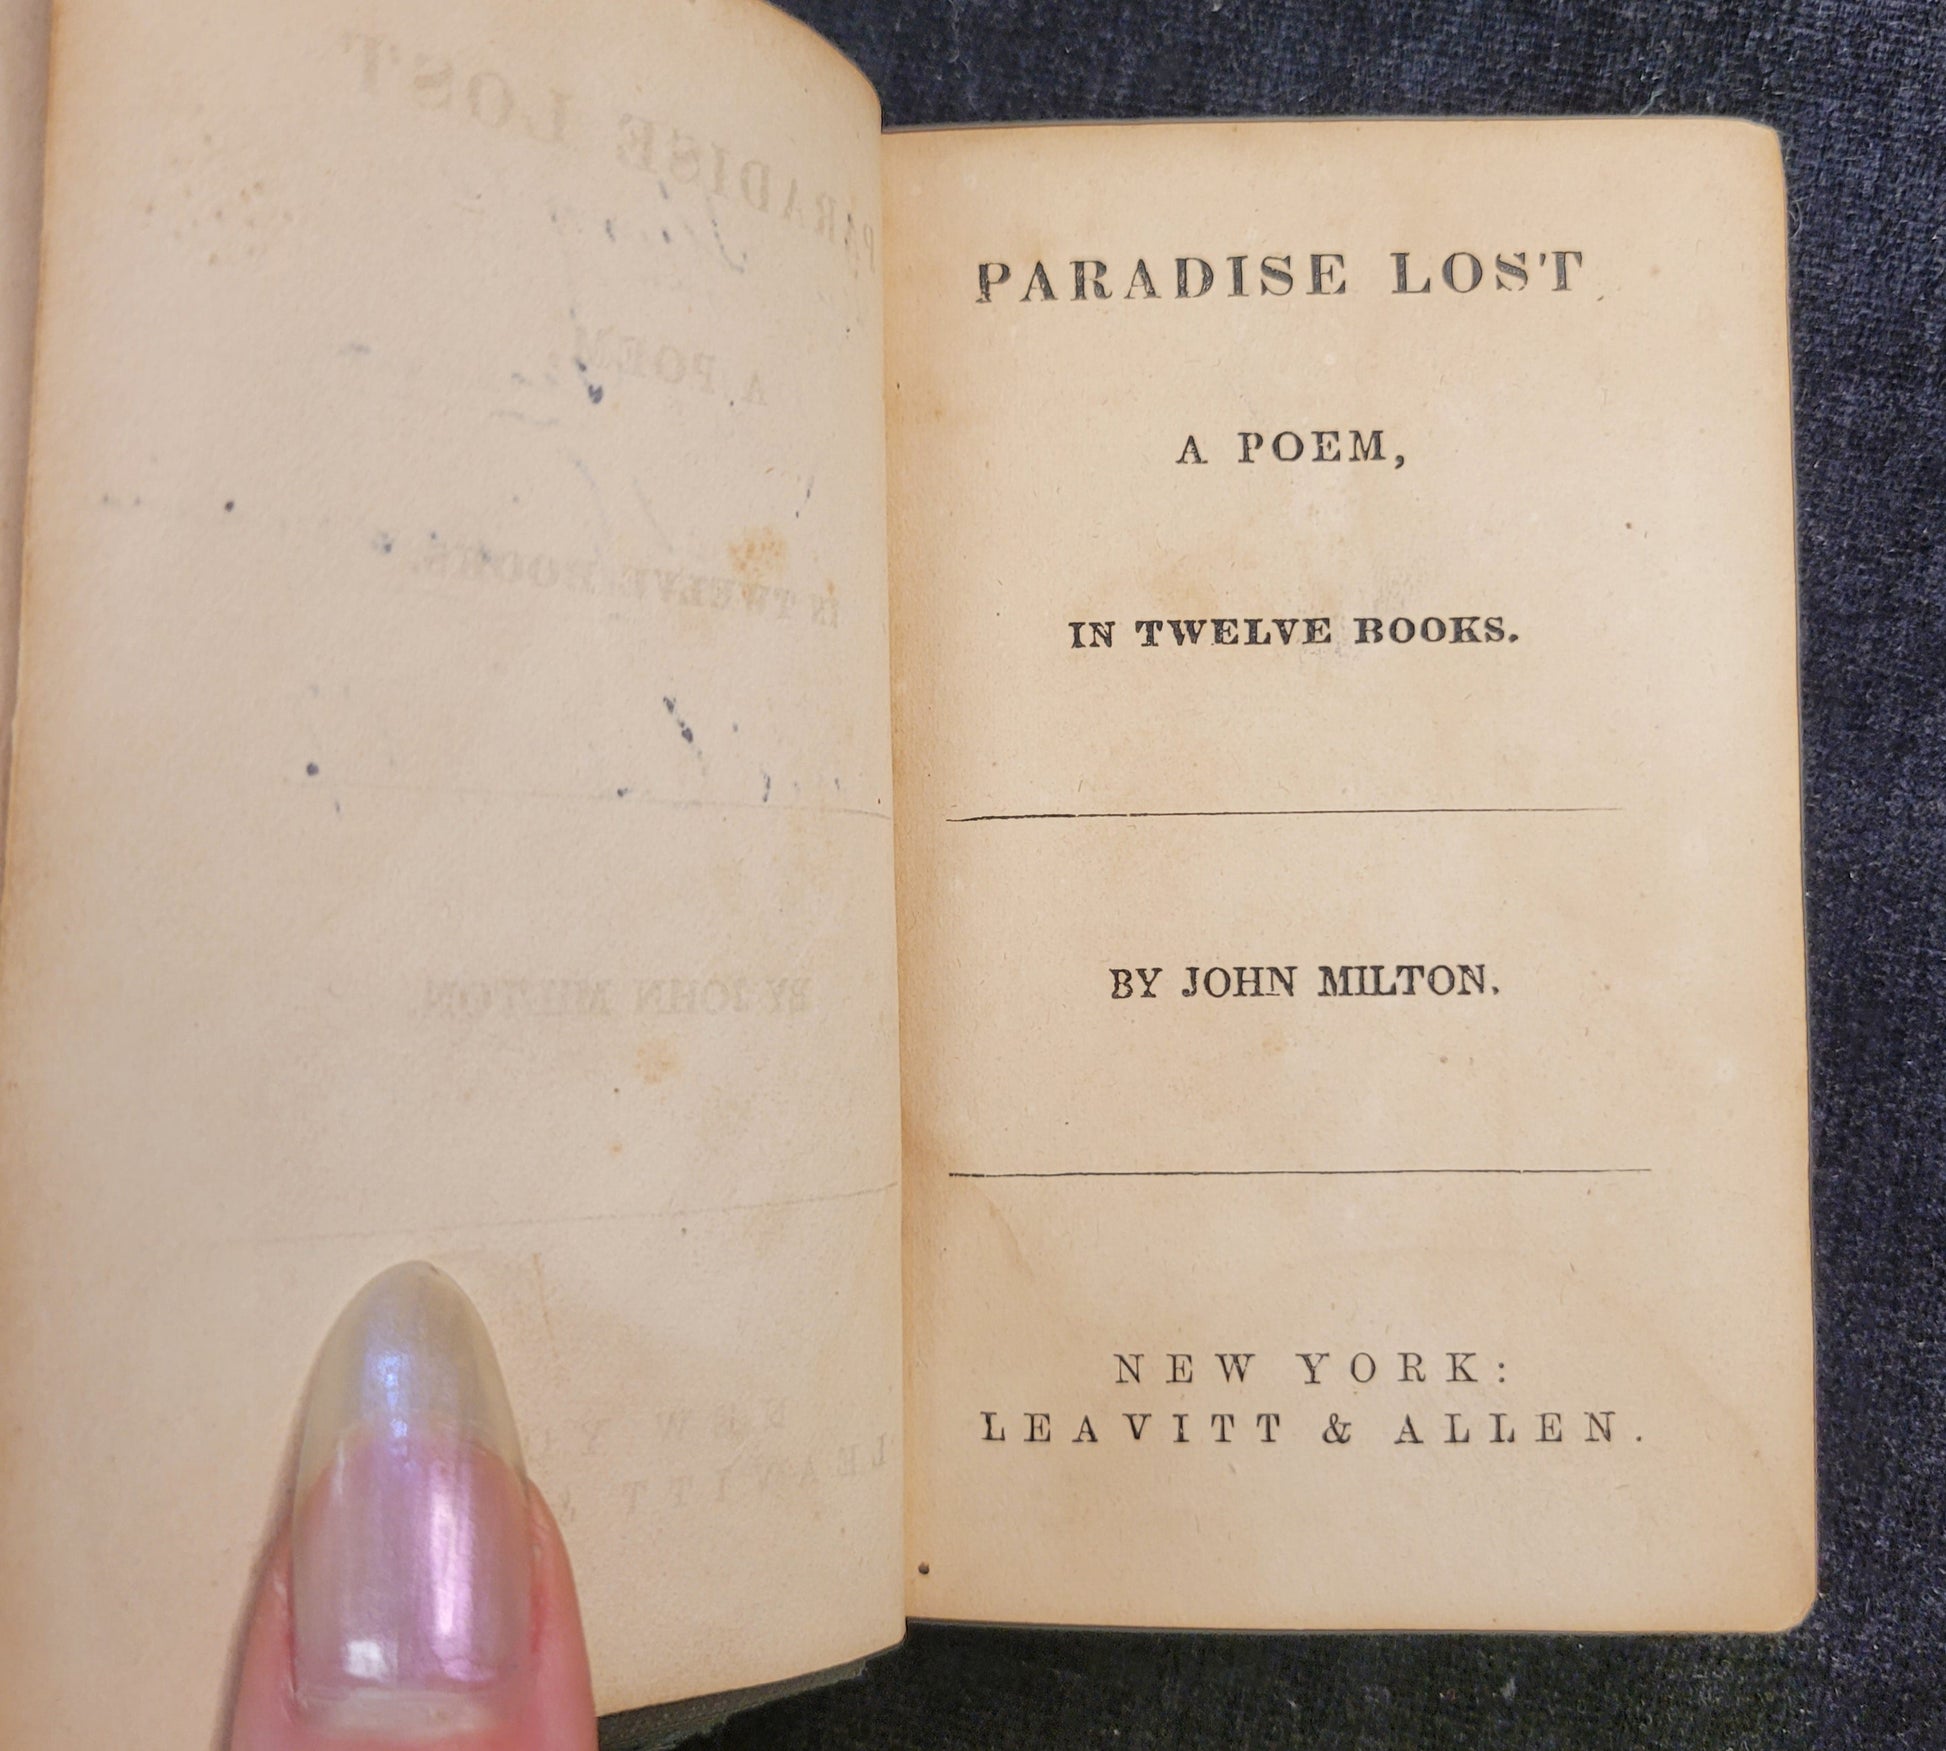 PARADISE LOST
A POEM,
IN TWELVE BOOKS.
BY JOHN MILTON.
NEW YORK:
LEAVITT & ALLEN.